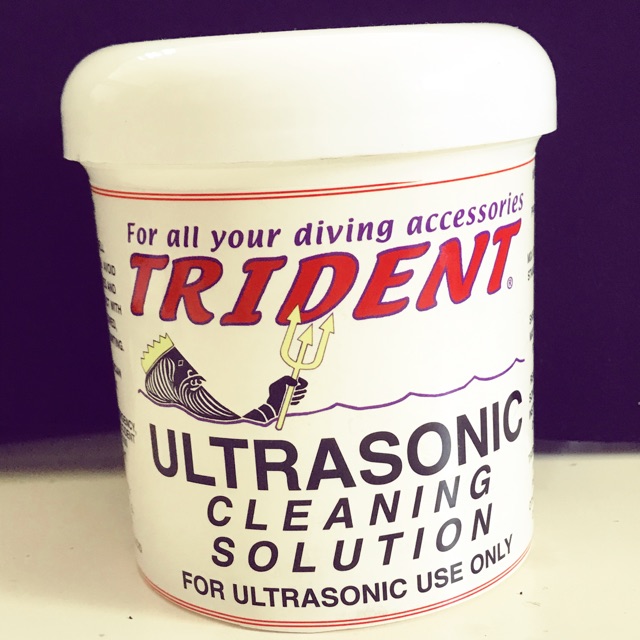 For all your diving accessories
TRIDENT®
ULTRASONIC
CLEANING
SOLUTION
FOR ULTRASONIC USE ONLY